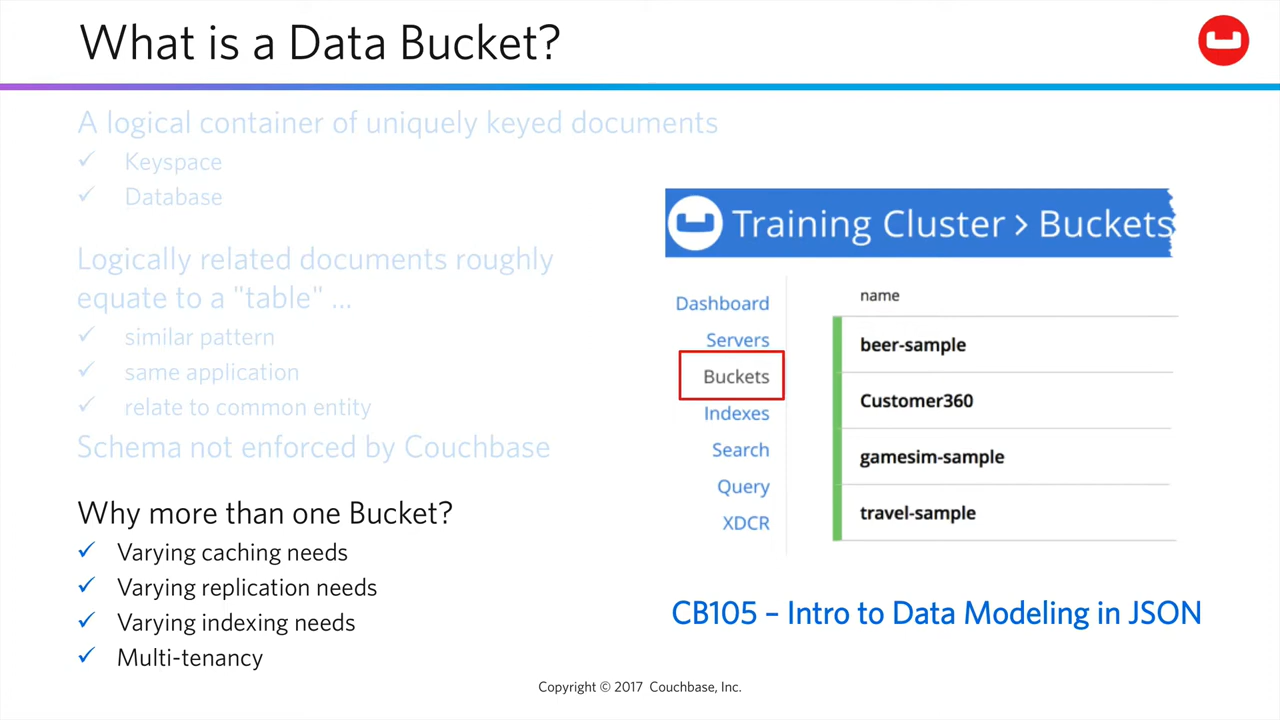 What is a Data Bucket?
A logical container of uniquely keyed documents
✓ Keyspace
✓ Database
Logically related documents roughly
equate to a "table" ...
✓ similar pattern
✓ same application
✓ relate to common entity
Schema not enforced by Couchbase
Why more than one Bucket?
✓ Varying caching needs
✓ Varying replication needs
✓ Varying indexing needs
✓ Multi-tenancy
Training Cluster > Buckets
Dashboard
Servers
Buckets
Indexes
Search
Query
XDCR
name
beer-sample
Customer360
gamesim-sample
travel-sample
CB105 – Intro to Data Modeling in JSON
Copyright © 2017 Couchbase, Inc.